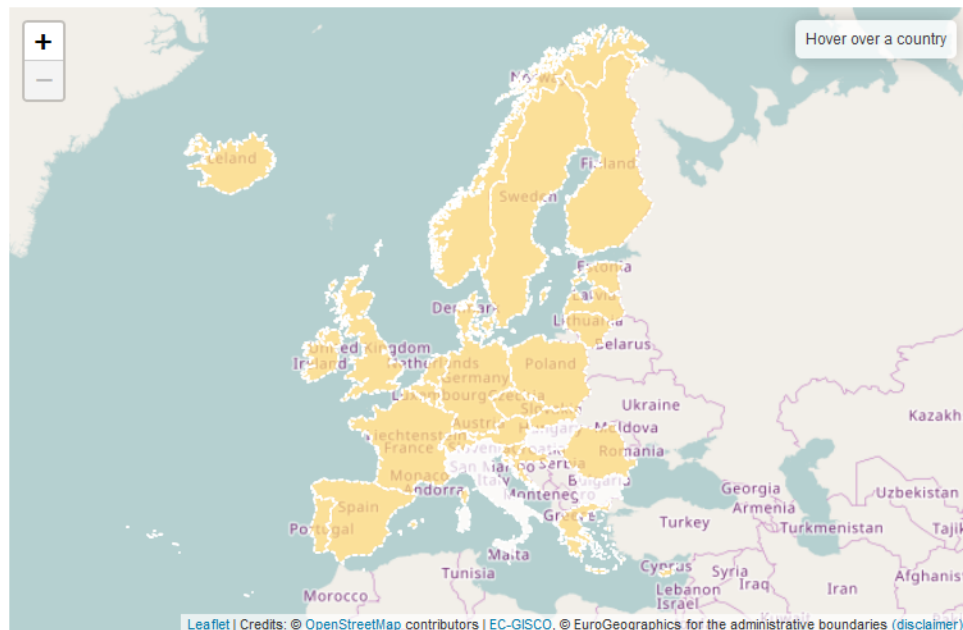 +
−
Hover over a country
Norway
Iceland
Finland
Sweden
Estonia
Latvia
Denmark
Lithuania
Belarus
United Kingdom
Ireland
Netherlands
Poland
Germany
Luxembourg
Czechia
Slovakia
Ukraine
Kazakh
Austria
Hungary
Moldova
Liechtenstein
France
Slovenia
Croatia
Romania
San Marino
Serbia
Italy
Monaco
Andorra
Bulgaria
Montenegro
Georgia
Uzbekistan
Spain
Armenia
Greece
Portugal
Turkey
Turkmenistan
Tajik
Malta
Cyprus
Tunisia
Syria
Iraq
Afghanis
Lebanon
Iran
Morocco
Israel
Leaflet | Credits: © OpenStreetMap contributors | EC-GISCO, © EuroGeographics for the administrative boundaries (disclaimer)